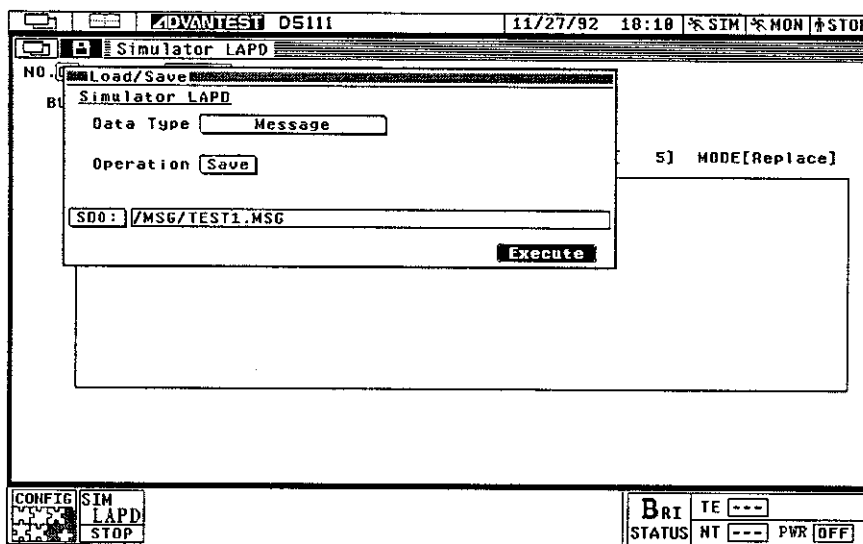 ADVANTEST D5111 11/27/92 18:18 SIM MON STOP
Simulator LAPD
NO.
Load/Save
Simulator LAPD
Data Type Message
Operation Save
5] MODE[Replace]
SD0: /MSG/TEST1.MSG
Execute
CONFIG SIM LAPD STOP
BRI STATUS TE --- NT --- PWR OFF